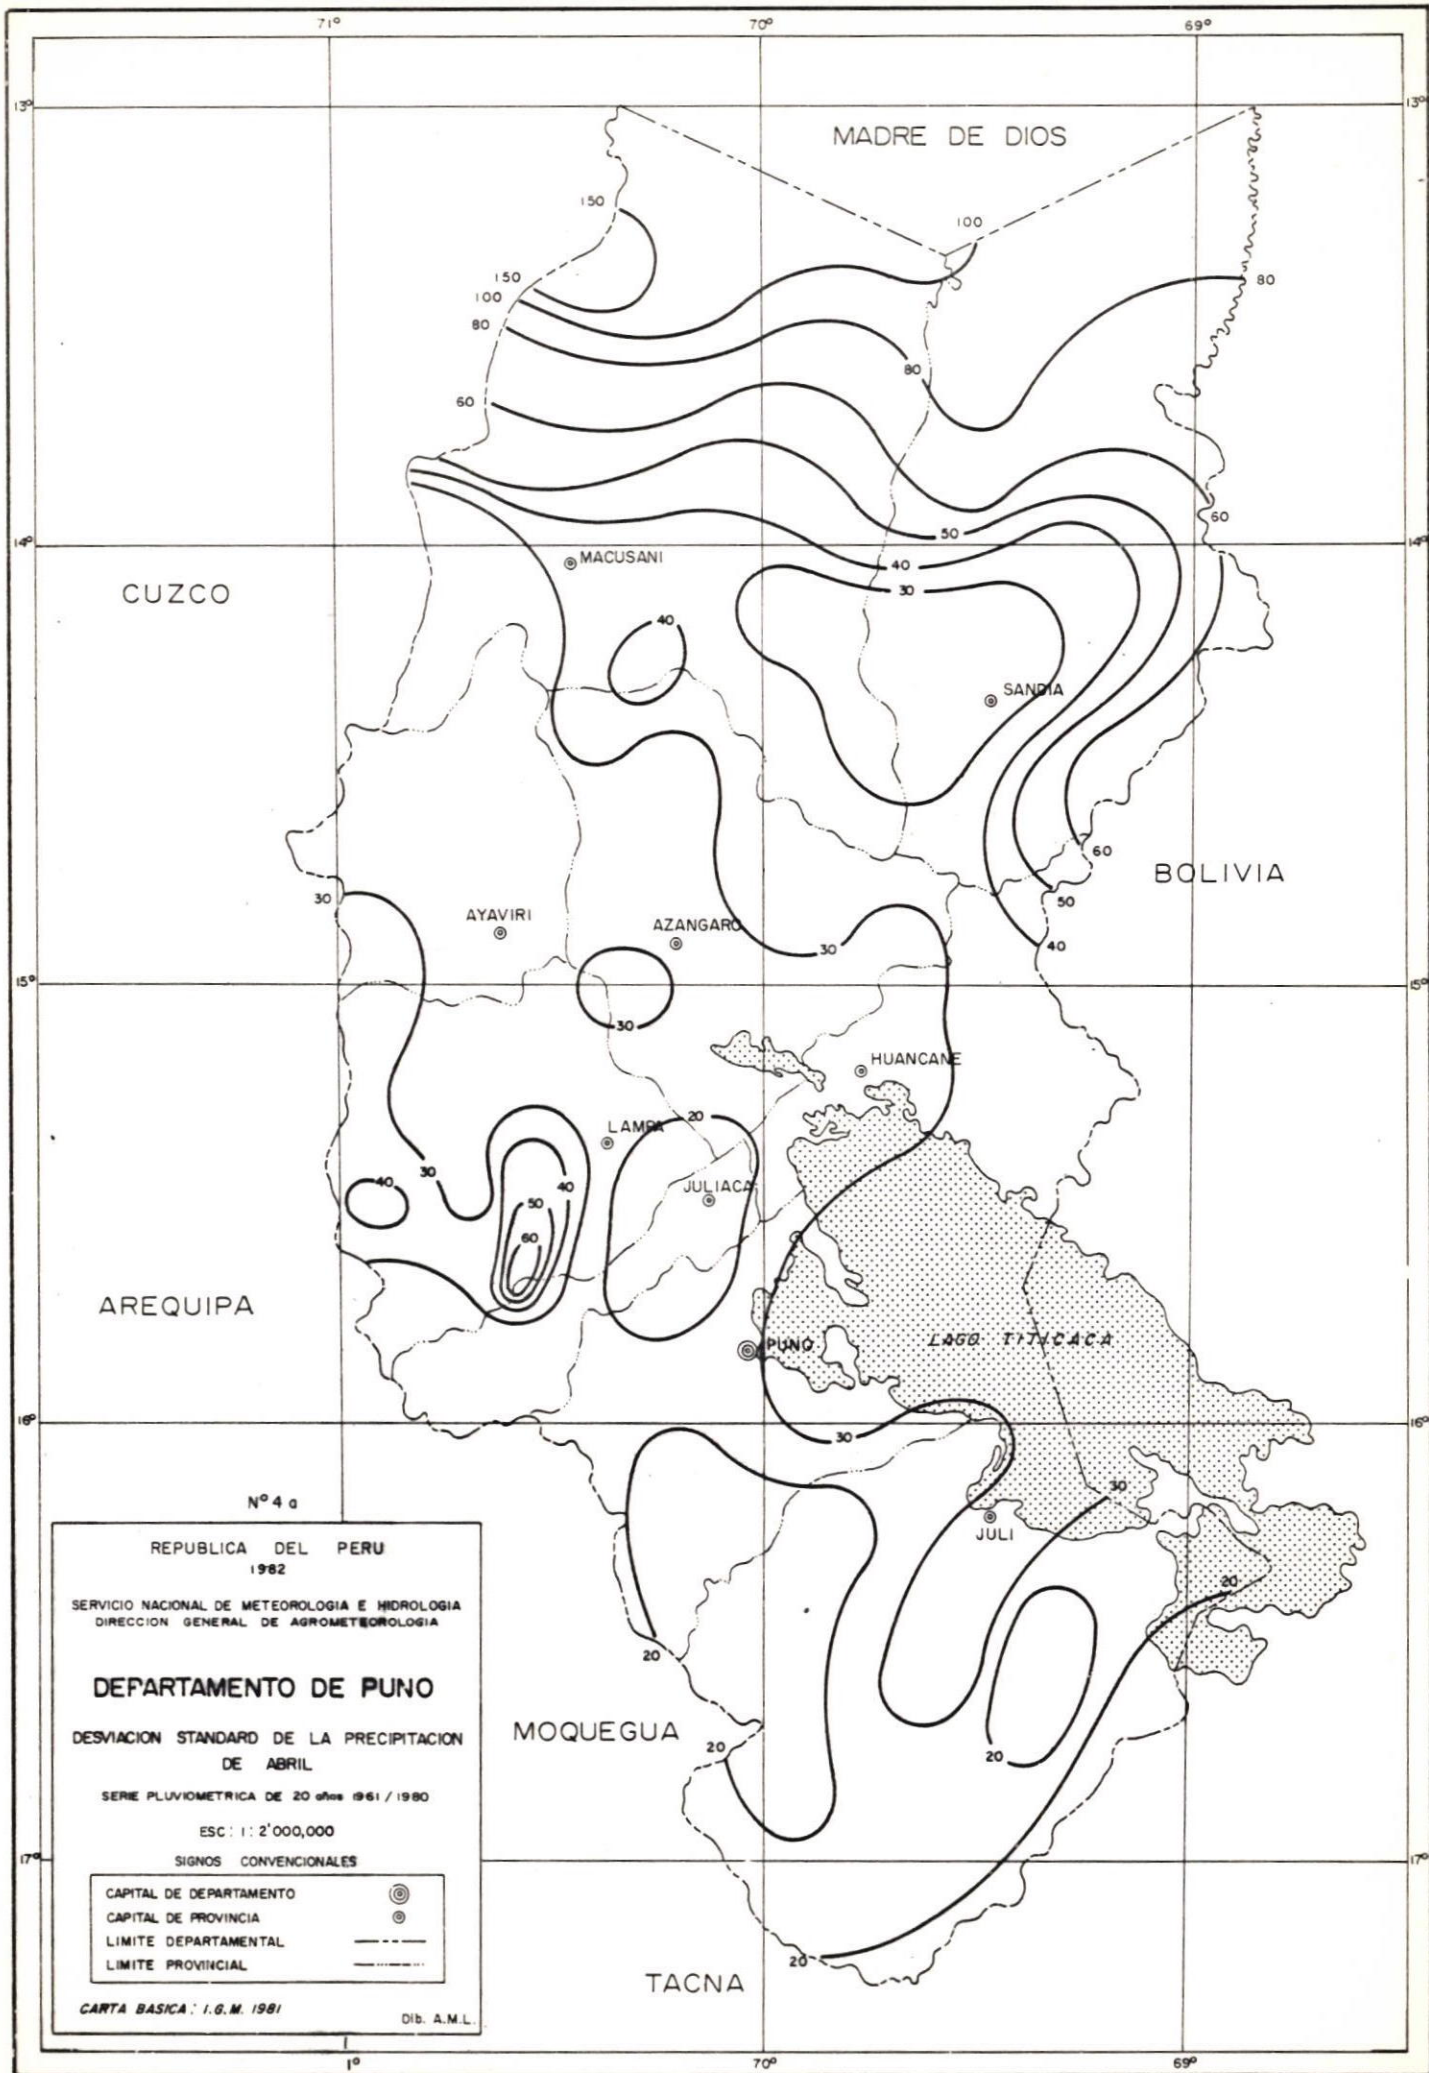 71° 70° 69°
13° 13°
MADRE DE DIOS
150
100
150
100
80
80
80
60
60
50
14° 14°
40
30
MACUSANI
CUZCO
40
SANDIA
60
BOLIVIA
50
30
AYAVIRI
AZANGARO
30
40
15° 15°
30
HUANCANE
20
LAMPA
30
40
40
JULIACA
50
60
AREQUIPA
PUNO
LAGO TITICACA
16° 16°
30
30
JULI
20
20
MOQUEGUA
20
20
17° 17°
20
TACNA
N° 4 a
REPUBLICA DEL PERU
1982
SERVICIO NACIONAL DE METEOROLOGIA E HIDROLOGIA
DIRECCION GENERAL DE AGROMETEOROLOGIA
DEPARTAMENTO DE PUNO
DESVIACION STANDARD DE LA PRECIPITACION
DE ABRIL
SERIE PLUVIOMETRICA DE 20 años 1961 / 1980
ESC : 1 : 2'000,000
SIGNOS CONVENCIONALES
CAPITAL DE DEPARTAMENTO
CAPITAL DE PROVINCIA
LIMITE DEPARTAMENTAL
LIMITE PROVINCIAL
CARTA BASICA : I.G.M. 1981
Dib. A.M.L.
1° 70° 69°